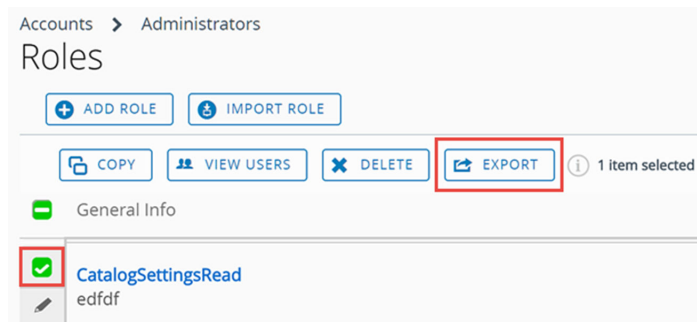 Accounts > Administrators
Roles
ADD ROLE IMPORT ROLE
COPY VIEW USERS DELETE EXPORT 1 item selected
General Info
CatalogSettingsRead
edfdf